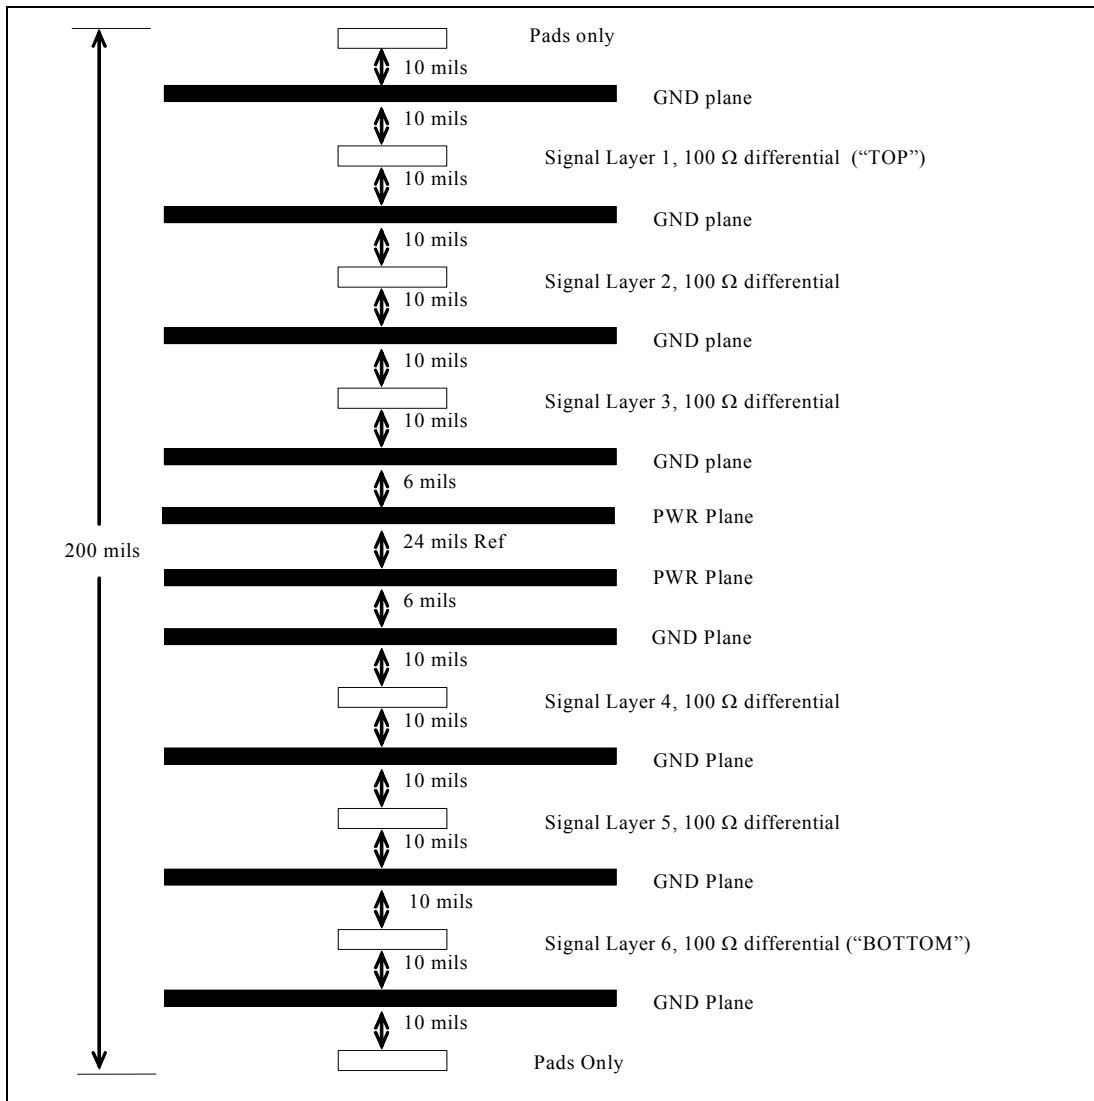 Pads only
10 mils
GND plane
10 mils
Signal Layer 1, 100 Ω differential (“TOP”)
10 mils
GND plane
10 mils
Signal Layer 2, 100 Ω differential
10 mils
GND plane
10 mils
Signal Layer 3, 100 Ω differential
10 mils
GND plane
6 mils
PWR Plane
200 mils
24 mils Ref
PWR Plane
6 mils
GND Plane
10 mils
Signal Layer 4, 100 Ω differential
10 mils
GND Plane
10 mils
Signal Layer 5, 100 Ω differential
10 mils
GND Plane
10 mils
Signal Layer 6, 100 Ω differential (“BOTTOM”)
10 mils
GND Plane
10 mils
Pads Only